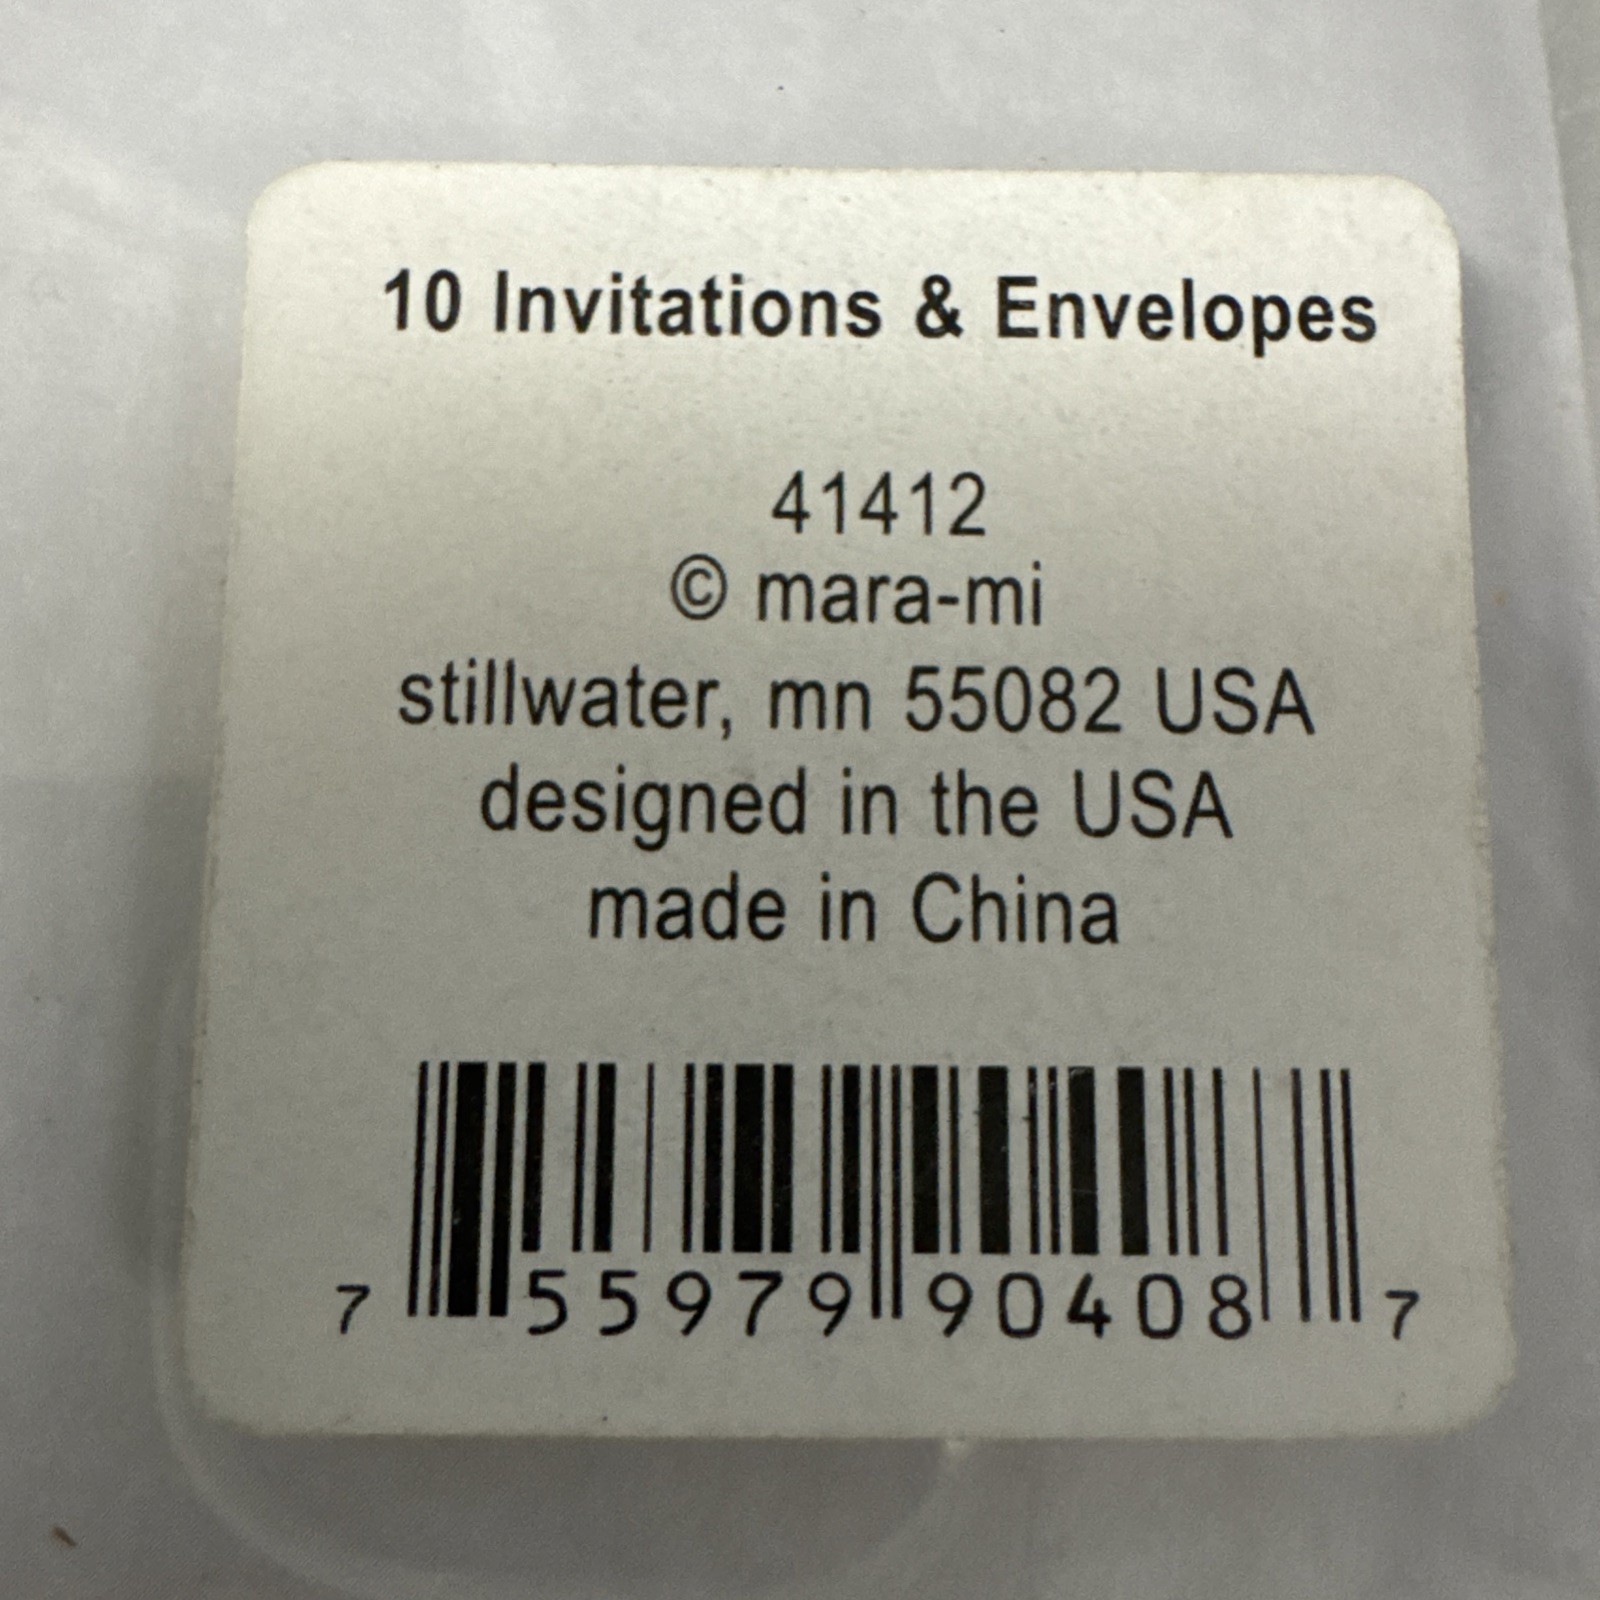 10 Invitations & Envelopes
41412
© mara-mi
stillwater, mn 55082 USA
designed in the USA
made in China
7 55979 90408 7